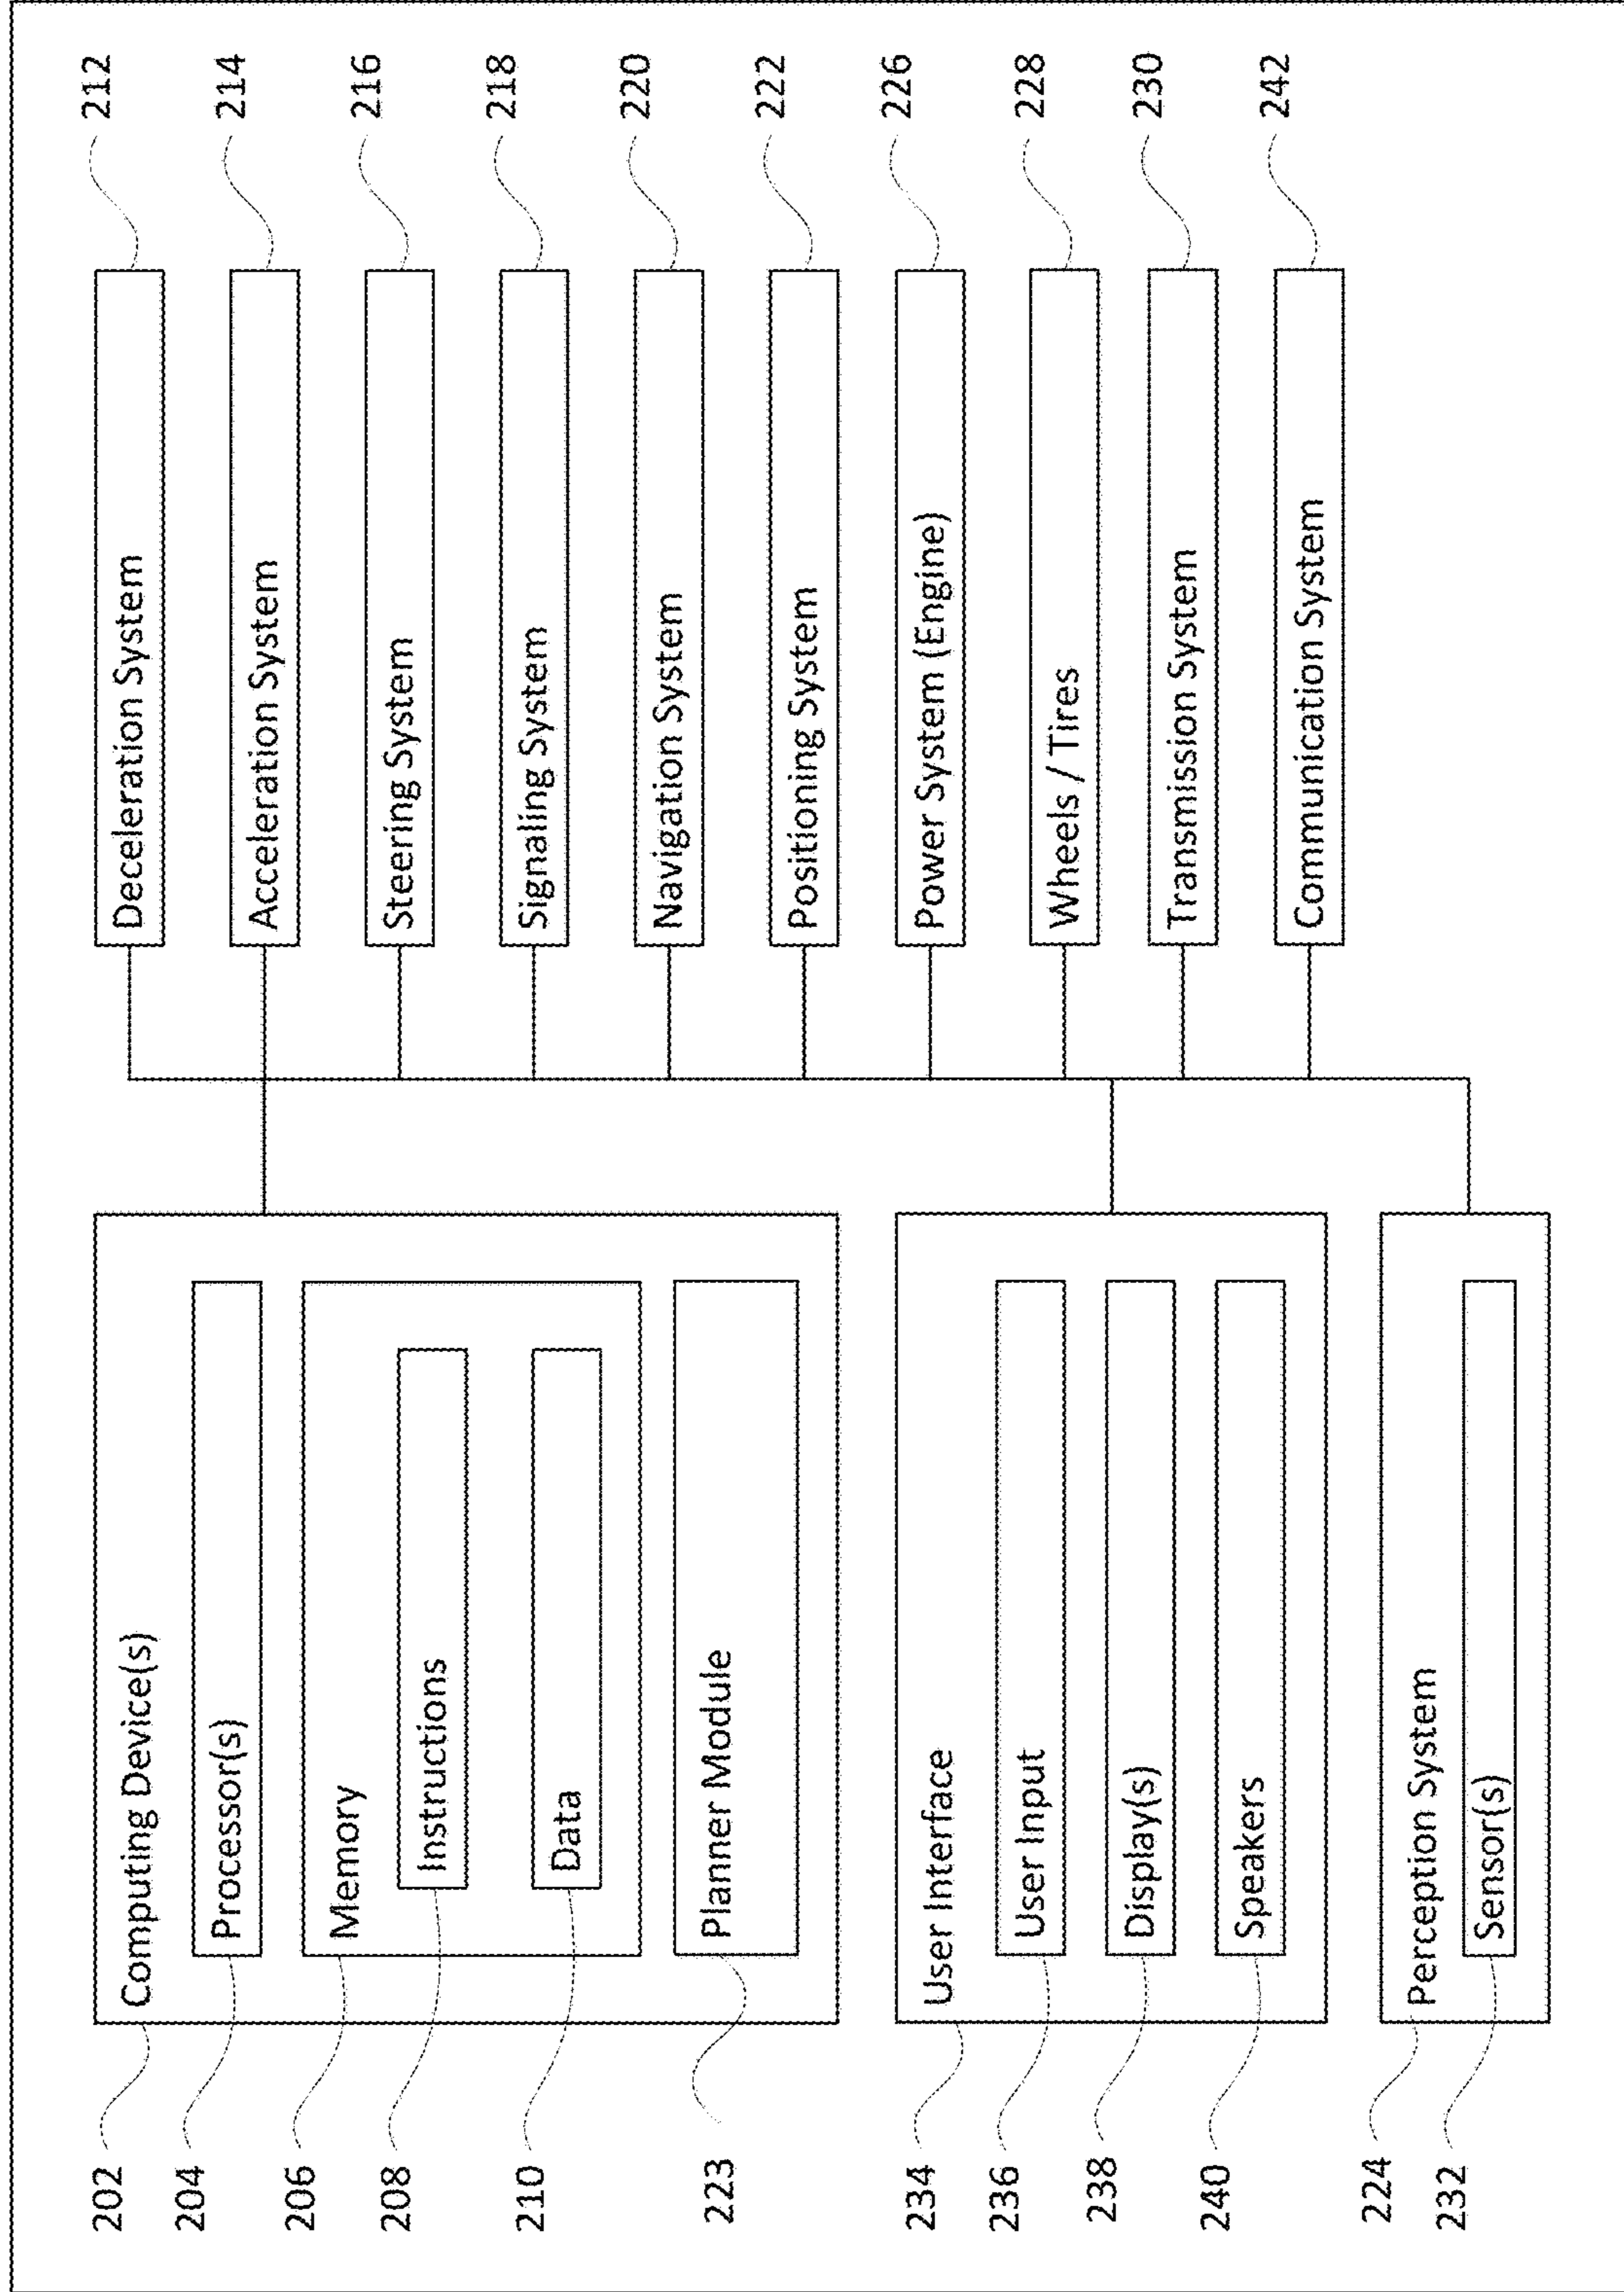 202
Computing Device(s)
204
Processor(s)
206
Memory
208
Instructions
210
Data
223
Planner Module
234
User Interface
236
User Input
238
Display(s)
240
Speakers
224
Perception System
232
Sensor(s)
Deceleration System
212
Acceleration System
214
Steering System
216
Signaling System
218
Navigation System
220
Positioning System
222
Power System (Engine)
226
Wheels / Tires
228
Transmission System
230
Communication System
242